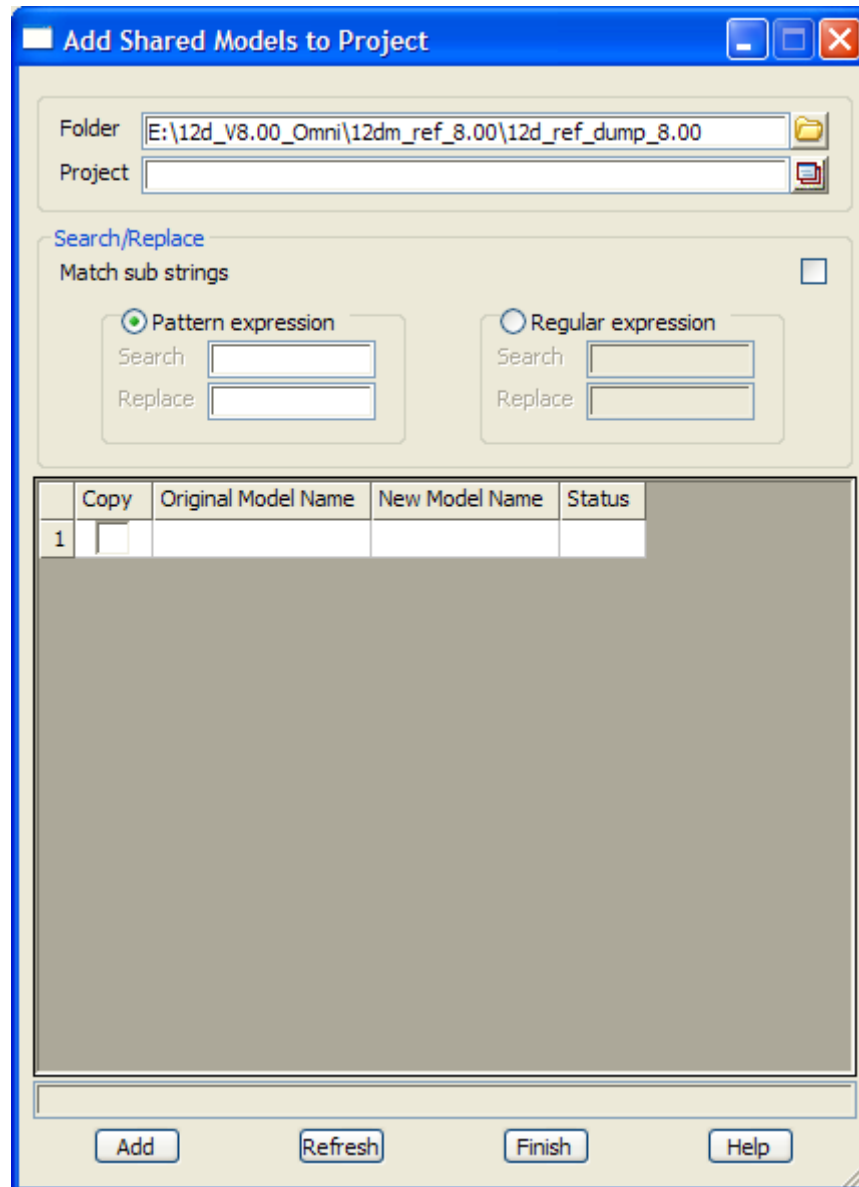 Add Shared Models to Project
Folder E:\12d_V8.00_Omni\12dm_ref_8.00\12d_ref_dump_8.00
Project
Search/Replace
Match sub strings
Pattern expression Regular expression
Search Search
Replace Replace
Copy Original Model Name New Model Name Status
1
Add Refresh Finish Help